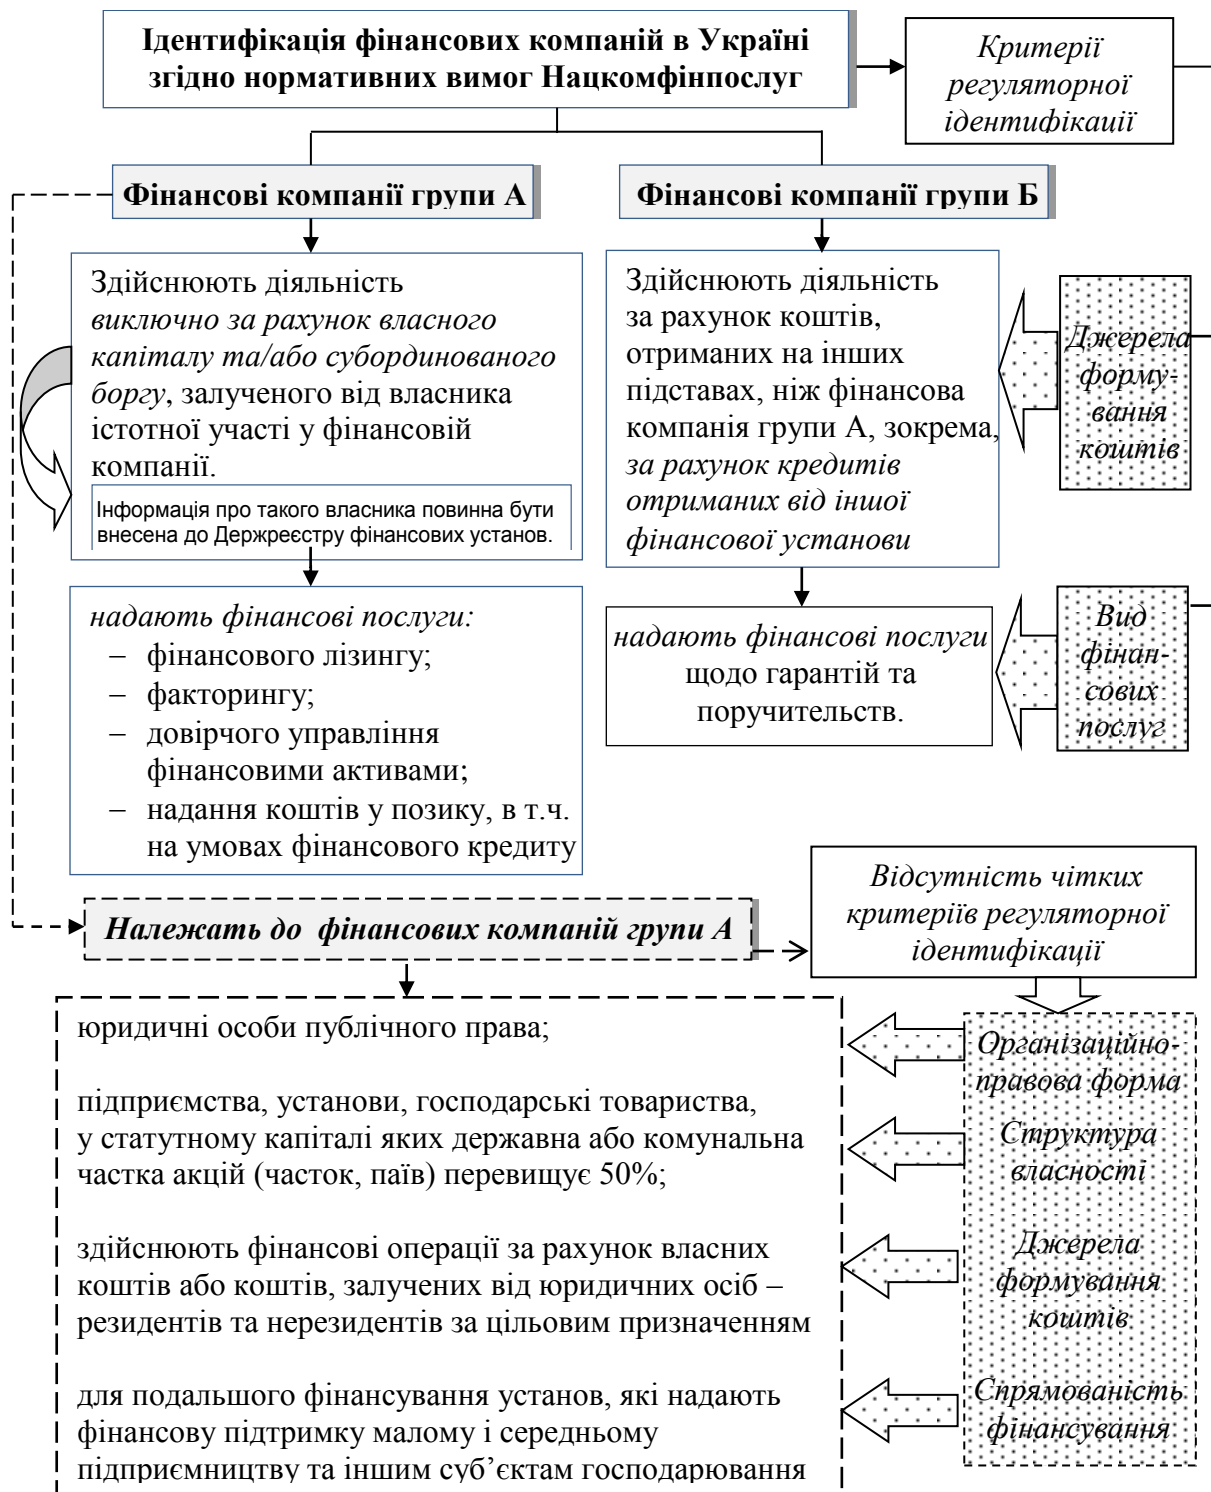 Ідентифікація фінансових компаній в Україні
згідно нормативних вимог Нацкомфінпослуг
Критерії
регуляторної
ідентифікації
Фінансові компанії групи А
Фінансові компанії групи Б
Здійснюють діяльність
виключно за рахунок власного
капіталу та/або субординованого
боргу, залученого від власника
істотної участі у фінансовій
компанії.
Інформація про такого власника повинна бути
внесена до Держреєстру фінансових установ.
Здійснюють діяльність
за рахунок коштів,
отриманих на інших
підставах, ніж фінансова
компанія групи А, зокрема,
за рахунок кредитів
отриманих від іншої
фінансової установи
Джерела
форму-
вання
коштів
надають фінансові послуги:
– фінансового лізингу;
– факторингу;
– довірчого управління
фінансовими активами;
– надання коштів у позику, в т.ч.
на умовах фінансового кредиту
надають фінансові послуги
щодо гарантій та
поручительств.
Вид
фінан-
сових
послуг
Належать до фінансових компаній групи А
Відсутність чітких
критеріїв регуляторної
ідентифікації
юридичні особи публічного права;
підприємства, установи, господарські товариства,
у статутному капіталі яких державна або комунальна
частка акцій (часток, паїв) перевищує 50%;
здійснюють фінансові операції за рахунок власних
коштів або коштів, залучених від юридичних осіб –
резидентів та нерезидентів за цільовим призначенням
для подальшого фінансування установ, які надають
фінансову підтримку малому і середньому
підприємництву та іншим суб’єктам господарювання
Організаційно-
правова форма
Структура
власності
Джерела
формування
коштів
Спрямованість
фінансування